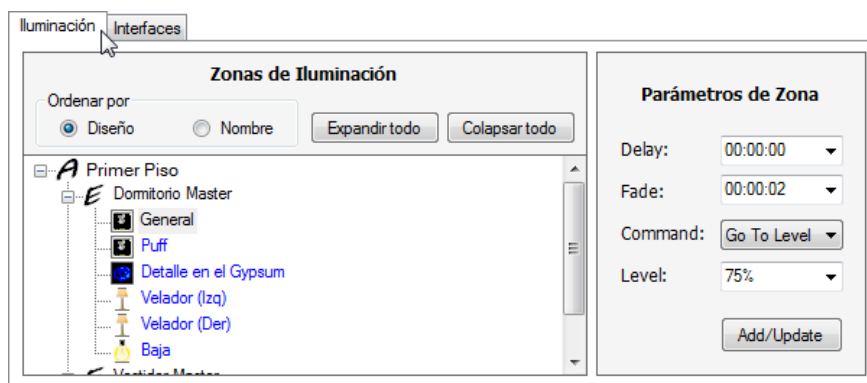 Iluminación Interfaces
Zonas de Iluminación
Ordenar por
Diseño Nombre Expandir todo Colapsar todo
Primer Piso
Dormitorio Master
General
Puff
Detalle en el Gypsum
Velador (Izq)
Velador (Der)
Baja
Vestidor Master
Parámetros de Zona
Delay: 00:00:00
Fade: 00:00:02
Command: Go To Level
Level: 75%
Add/Update